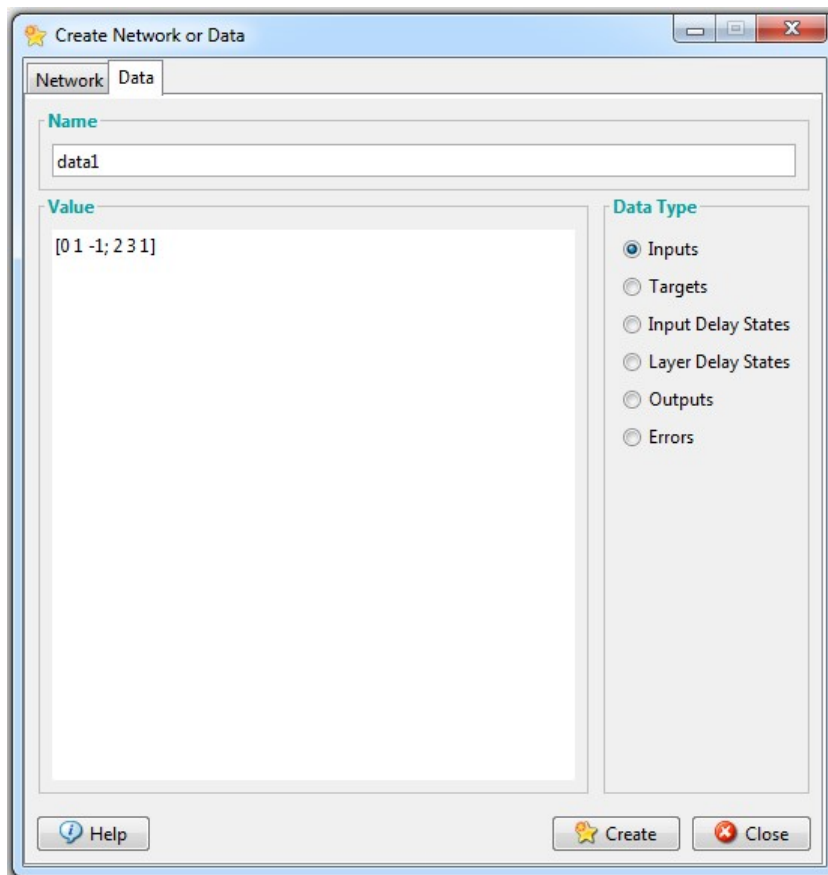 Create Network or Data
Network Data
Name
data1
Value
[0 1 -1; 2 3 1]
Data Type
Inputs
Targets
Input Delay States
Layer Delay States
Outputs
Errors
Help
Create
Close